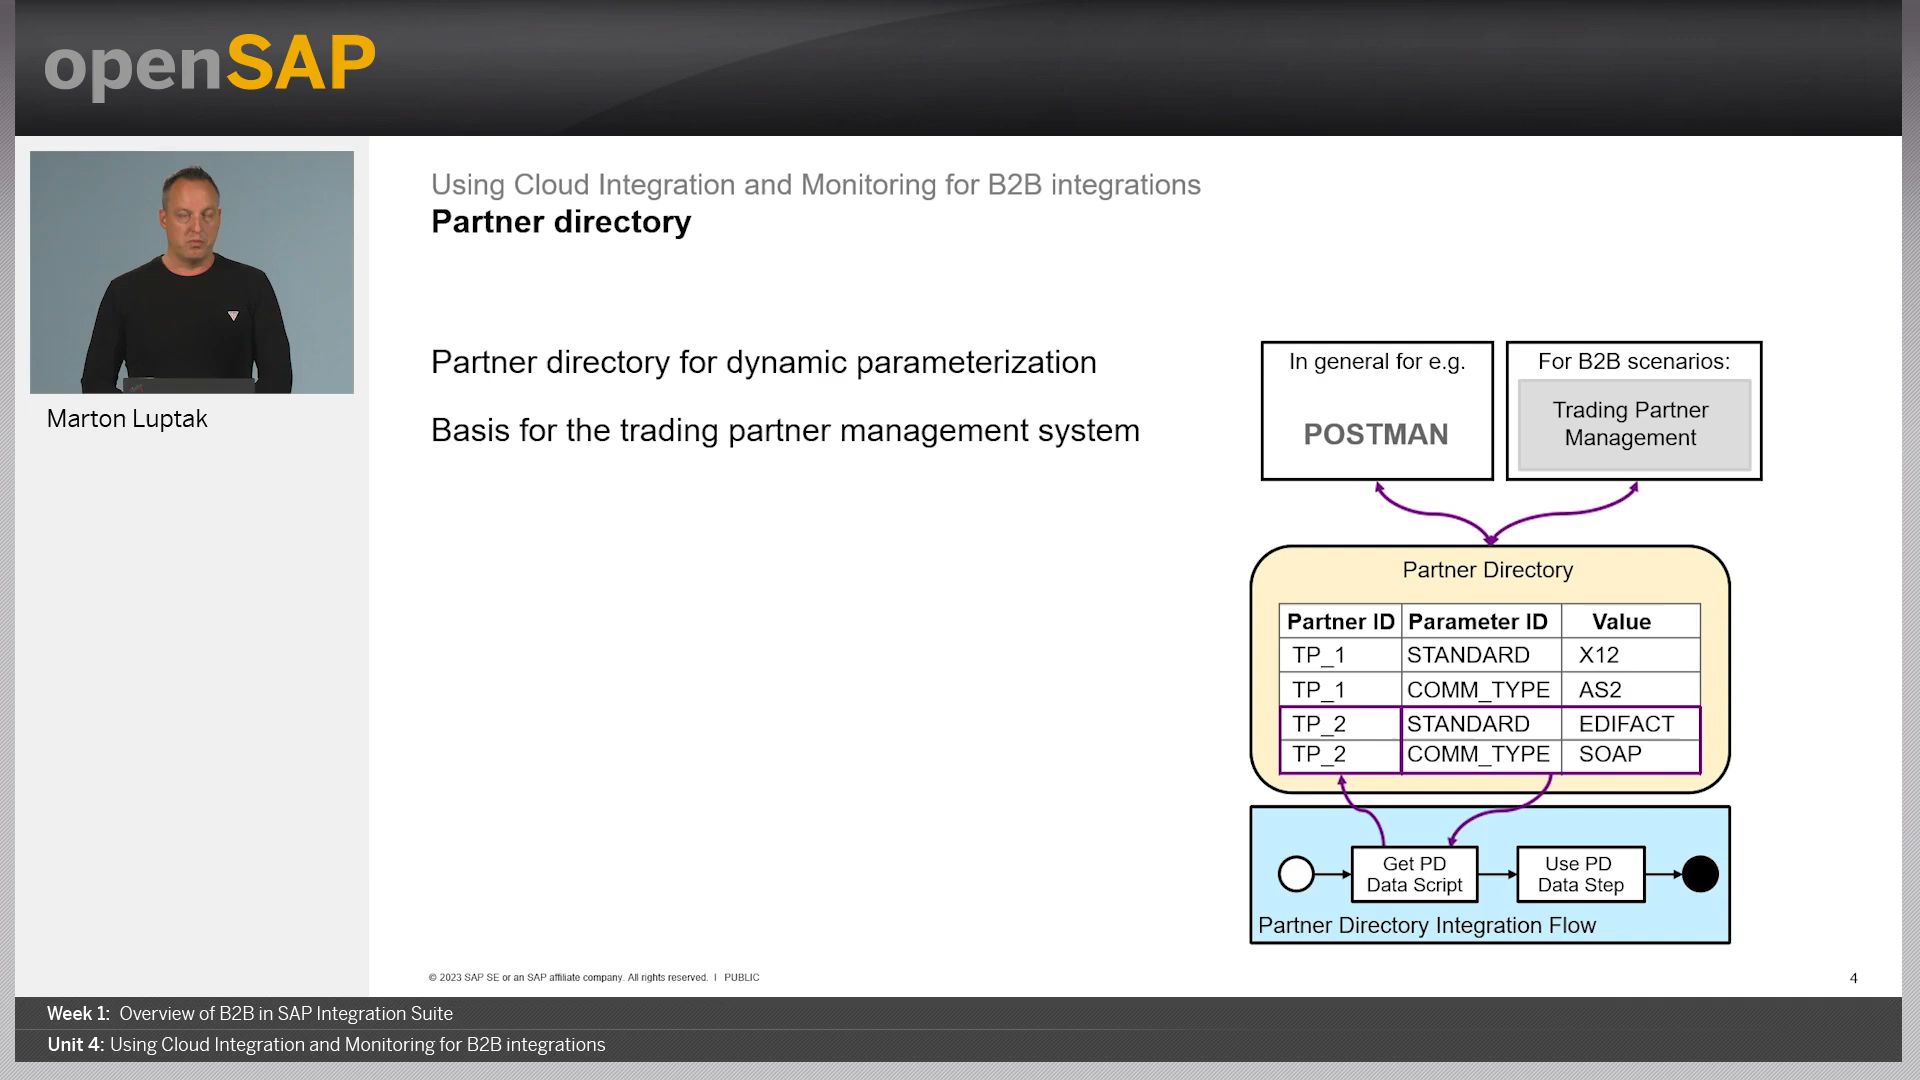 openSAP
Marton Luptak
Using Cloud Integration and Monitoring for B2B integrations
Partner directory
Partner directory for dynamic parameterization
Basis for the trading partner management system
In general for e.g.
POSTMAN
For B2B scenarios:
Trading Partner
Management
Partner Directory
Partner ID Parameter ID Value
TP_1 STANDARD X12
TP_1 COMM_TYPE AS2
TP_2 STANDARD EDIFACT
TP_2 COMM_TYPE SOAP
Get PD
Data Script
Use PD
Data Step
Partner Directory Integration Flow
© 2023 SAP SE or an SAP affiliate company. All rights reserved. I PUBLIC
4
Week 1: Overview of B2B in SAP Integration Suite
Unit 4: Using Cloud Integration and Monitoring for B2B integrations